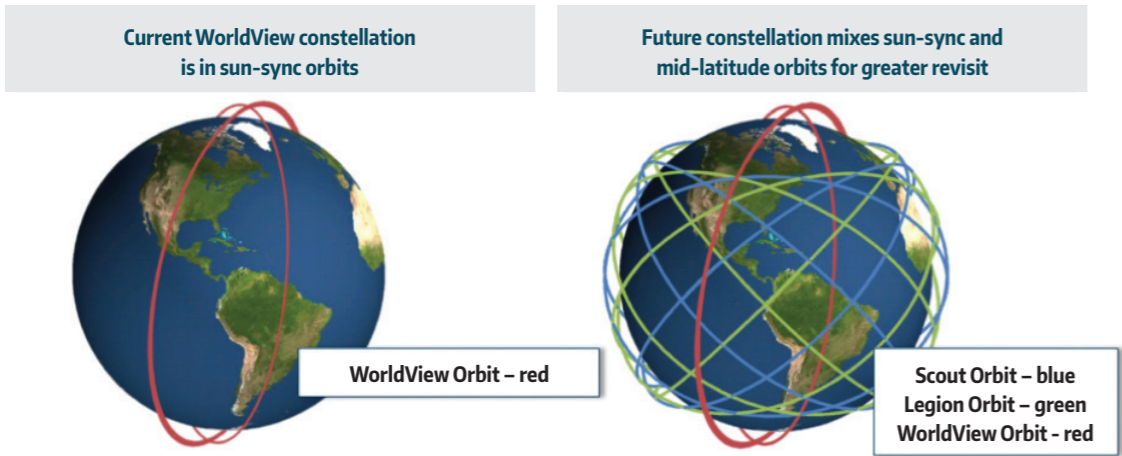 Current WorldView constellation
is in sun-sync orbits
Future constellation mixes sun-sync and
mid-latitude orbits for greater revisit
WorldView Orbit – red
Scout Orbit – blue
Legion Orbit – green
WorldView Orbit - red